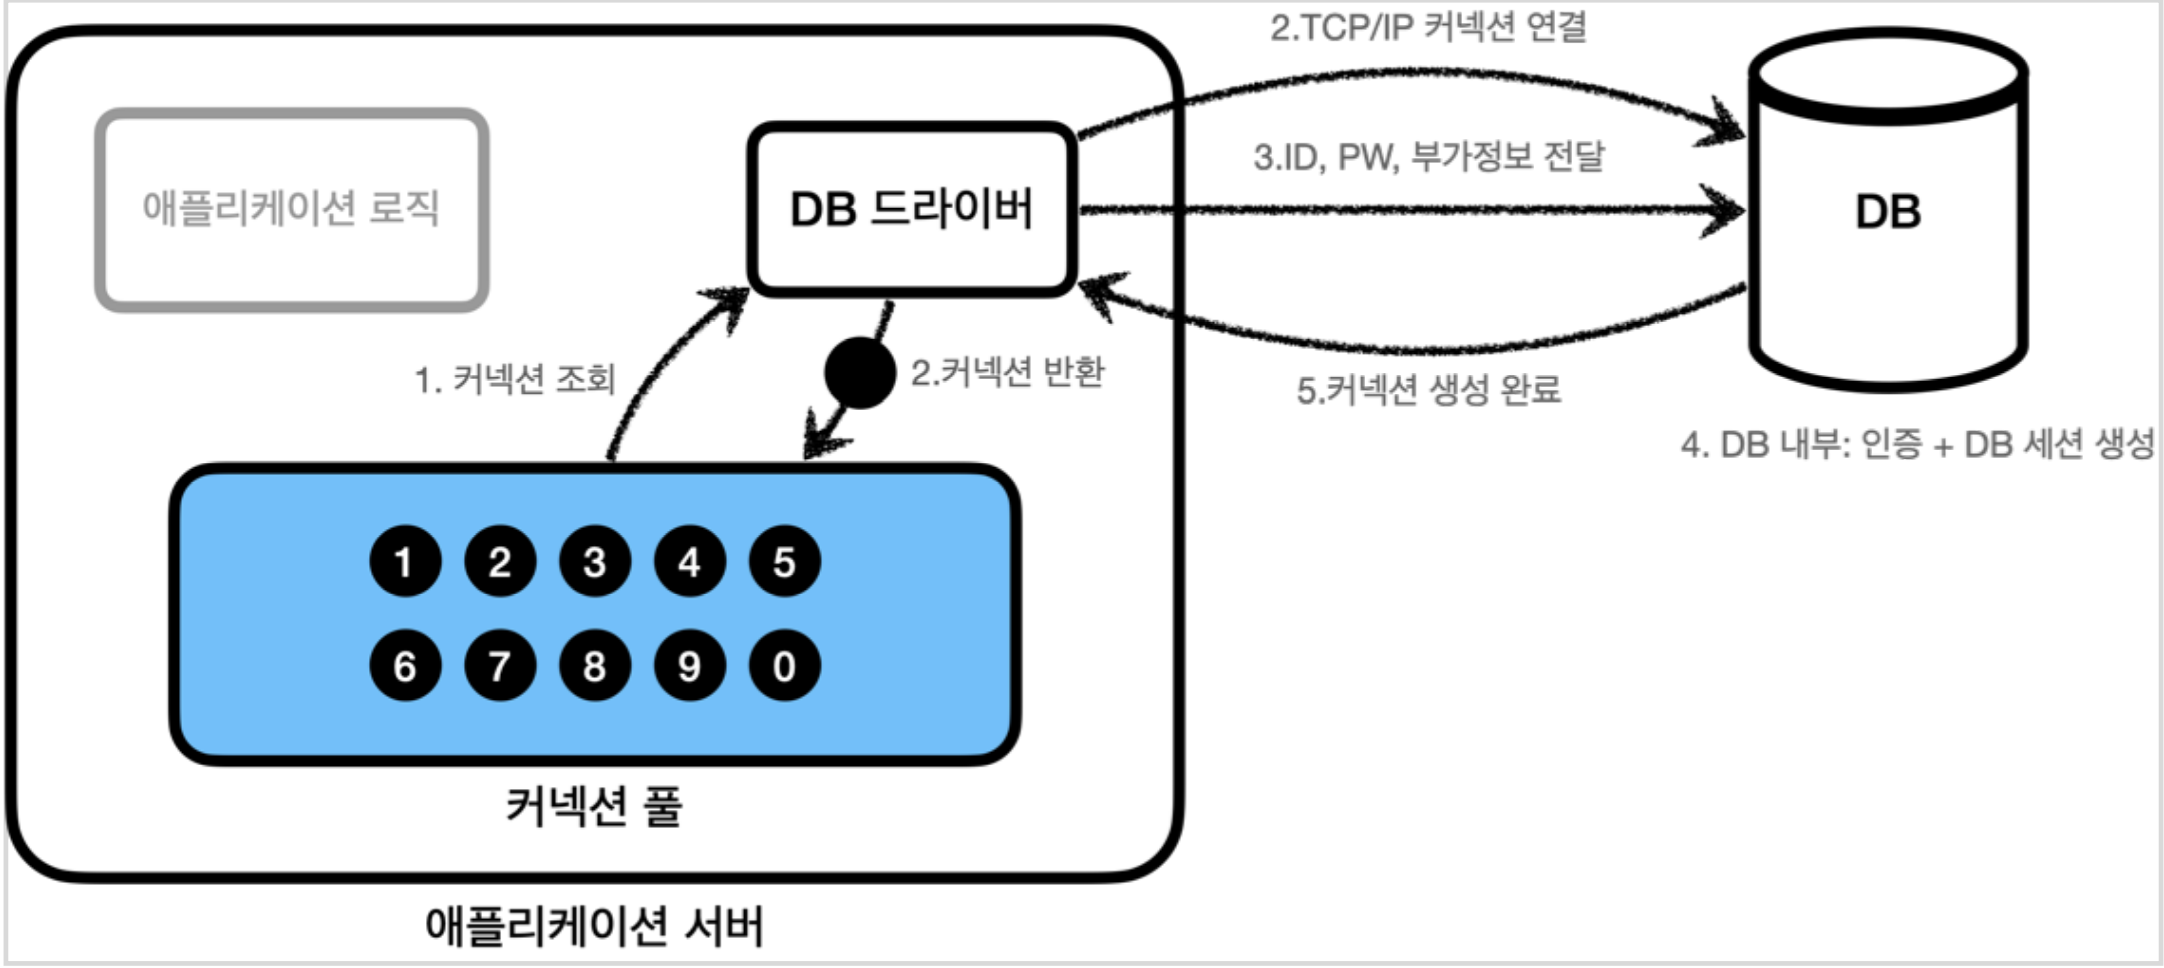 2.TCP/IP 커넥션 연결
애플리케이션 로직
DB 드라이버
3.ID, PW, 부가정보 전달
DB
1. 커넥션 조회
2.커넥션 반환
5.커넥션 생성 완료
4. DB 내부: 인증 + DB 세션 생성
1 2 3 4 5
6 7 8 9 0
커넥션 풀
애플리케이션 서버